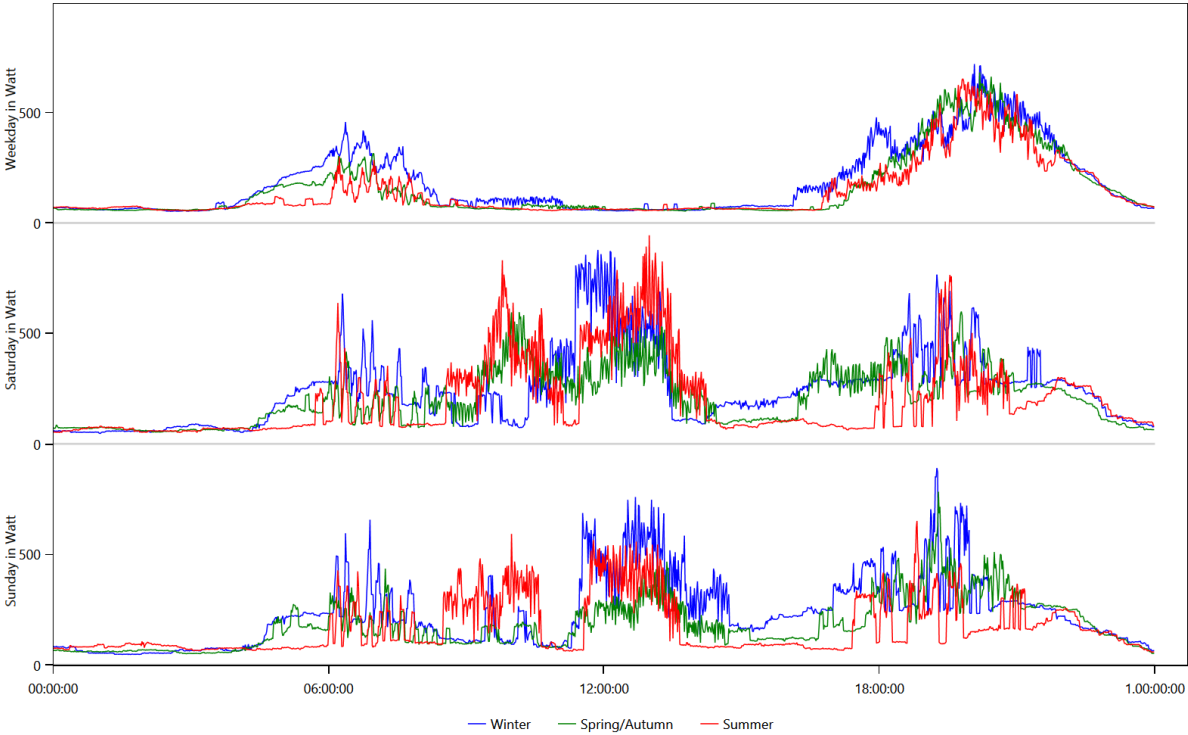 Weekday in Watt
500
0
Saturday in Watt
500
0
Sunday in Watt
500
0
00:00:00 06:00:00 12:00:00 18:00:00 1.00:00:00
Winter Spring/Autumn Summer